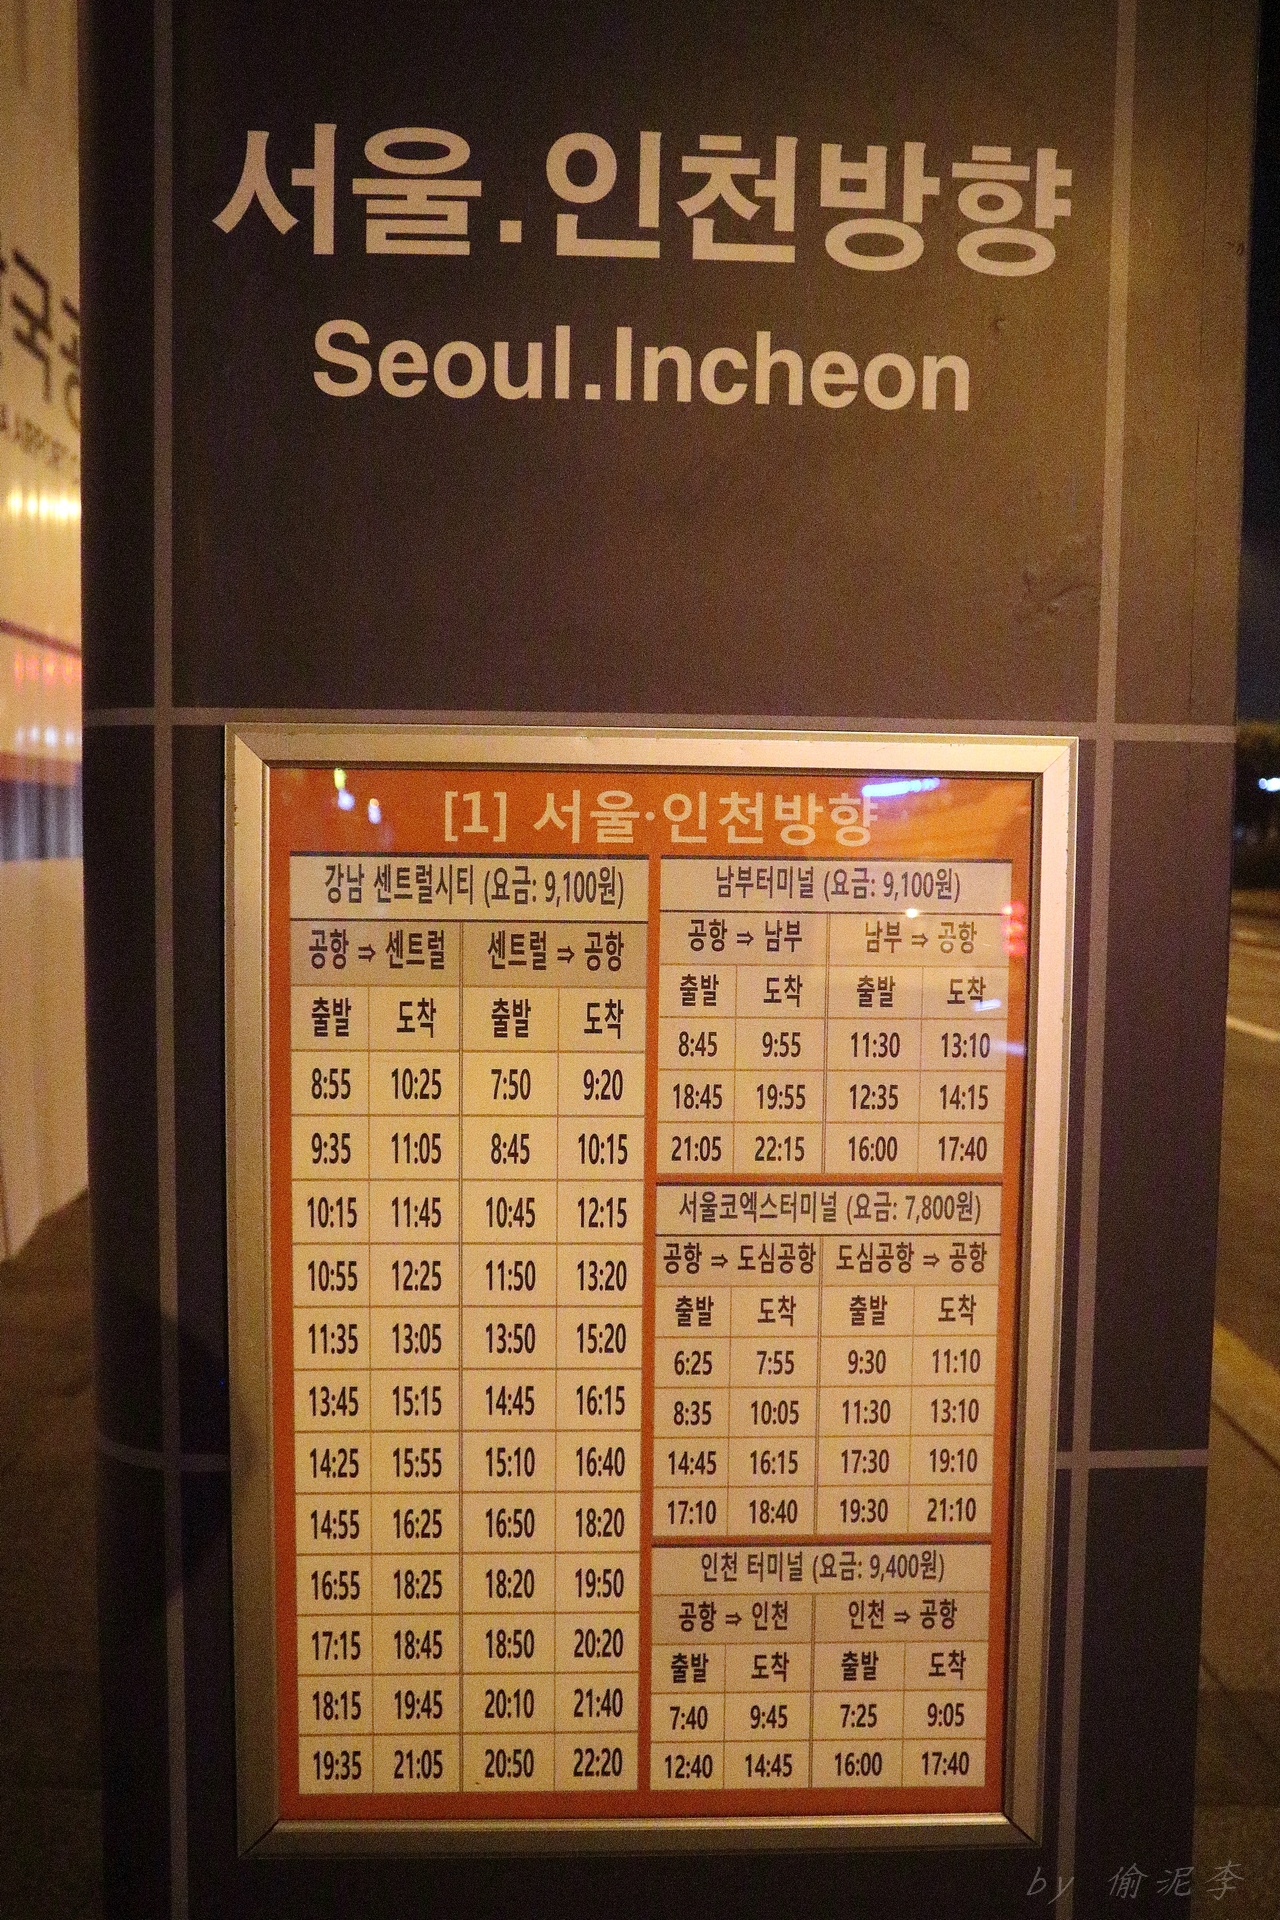 서울.인천방향
Seoul.Incheon
[1] 서울·인천방향
강남 센트럴시티 (요금: 9,100원)
공항 ⇒ 센트럴 센트럴 ⇒ 공항
출발 도착 출발 도착
8:55 10:25 7:50 9:20
9:35 11:05 8:45 10:15
10:15 11:45 10:45 12:15
10:55 12:25 11:50 13:20
11:35 13:05 13:50 15:20
13:45 15:15 14:45 16:15
14:25 15:55 15:10 16:40
14:55 16:25 16:50 18:20
16:55 18:25 18:20 19:50
17:15 18:45 18:50 20:20
18:15 19:45 20:10 21:40
19:35 21:05 20:50 22:20
남부터미널 (요금: 9,100원)
공항 ⇒ 남부 남부 ⇒ 공항
출발 도착 출발 도착
8:45 9:55 11:30 13:10
18:45 19:55 12:35 14:15
21:05 22:15 16:00 17:40
서울코엑스터미널 (요금: 7,800원)
공항 ⇒ 도심공항 도심공항 ⇒ 공항
출발 도착 출발 도착
6:25 7:55 9:30 11:10
8:35 10:05 11:30 13:10
14:45 16:15 17:30 19:10
17:10 18:40 19:30 21:10
인천 터미널 (요금: 9,400원)
공항 ⇒ 인천 인천 ⇒ 공항
출발 도착 출발 도착
7:40 9:45 7:25 9:05
12:40 14:45 16:00 17:40
by 偷泥李